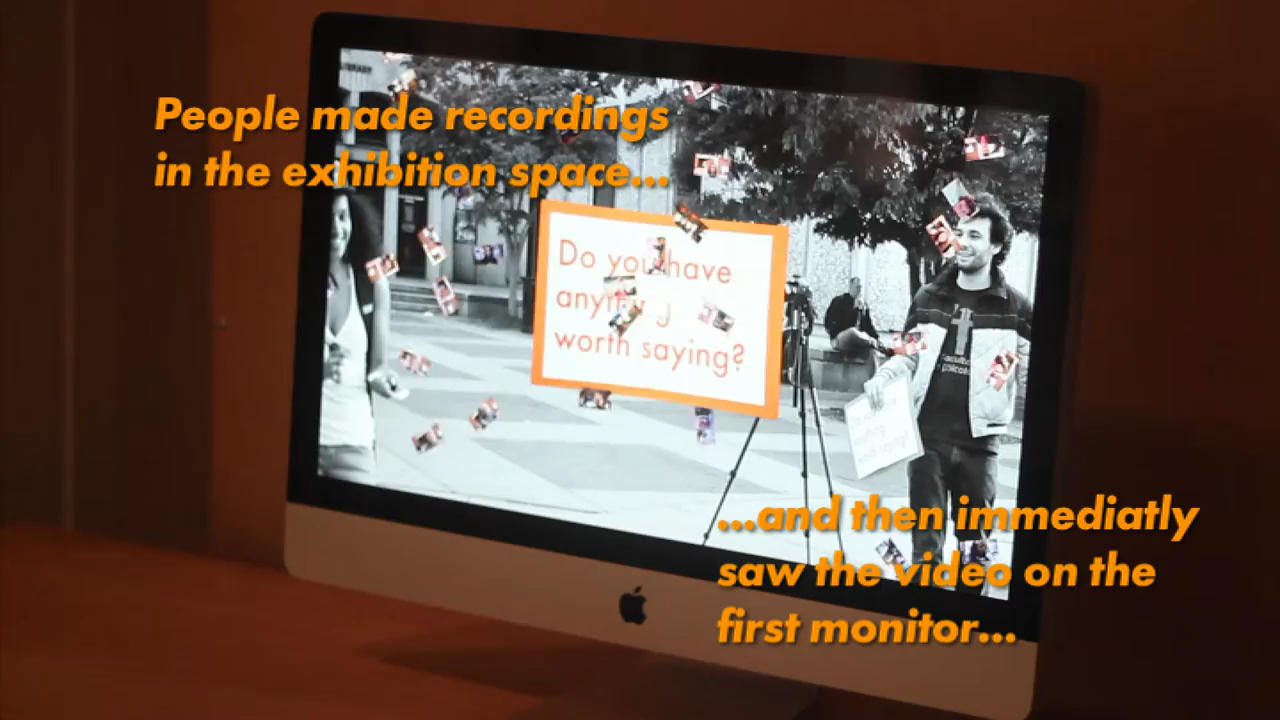 People made recordings
in the exhibition space...
Do you have
anything
worth saying?
...and then immediatly
saw the video on the
first monitor...